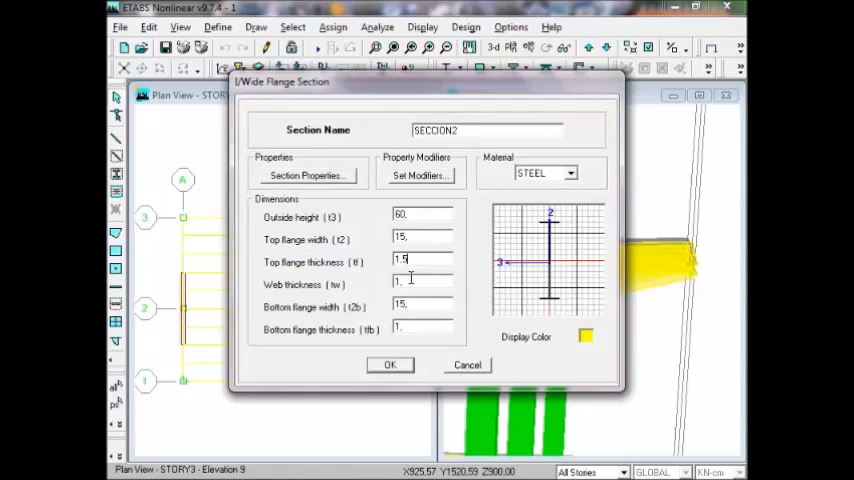 ETABS Nonlinear v9.7.4 - 1
File Edit View Define Draw Select Assign Analyze Display Design Options Help
3-d
Plan View - STORY3
I/Wide Flange Section
Section Name SECCION2
Properties
Section Properties...
Property Modifiers
Set Modifiers...
Material
STEEL
Dimensions
Outside height ( t3 ) 60,
Top flange width ( t2 ) 15,
Top flange thickness ( tf ) 1,5
Web thickness ( tw ) 1,
Bottom flange width ( t2b ) 15,
Bottom flange thickness ( tfb ) 1,
2
3
Display Color
OK Cancel
A
3
2
1
all
ps
Plan View - STORY3 - Elevation 9 X925,57 Y1520,59 Z900,00 All Stories GLOBAL KN-cm